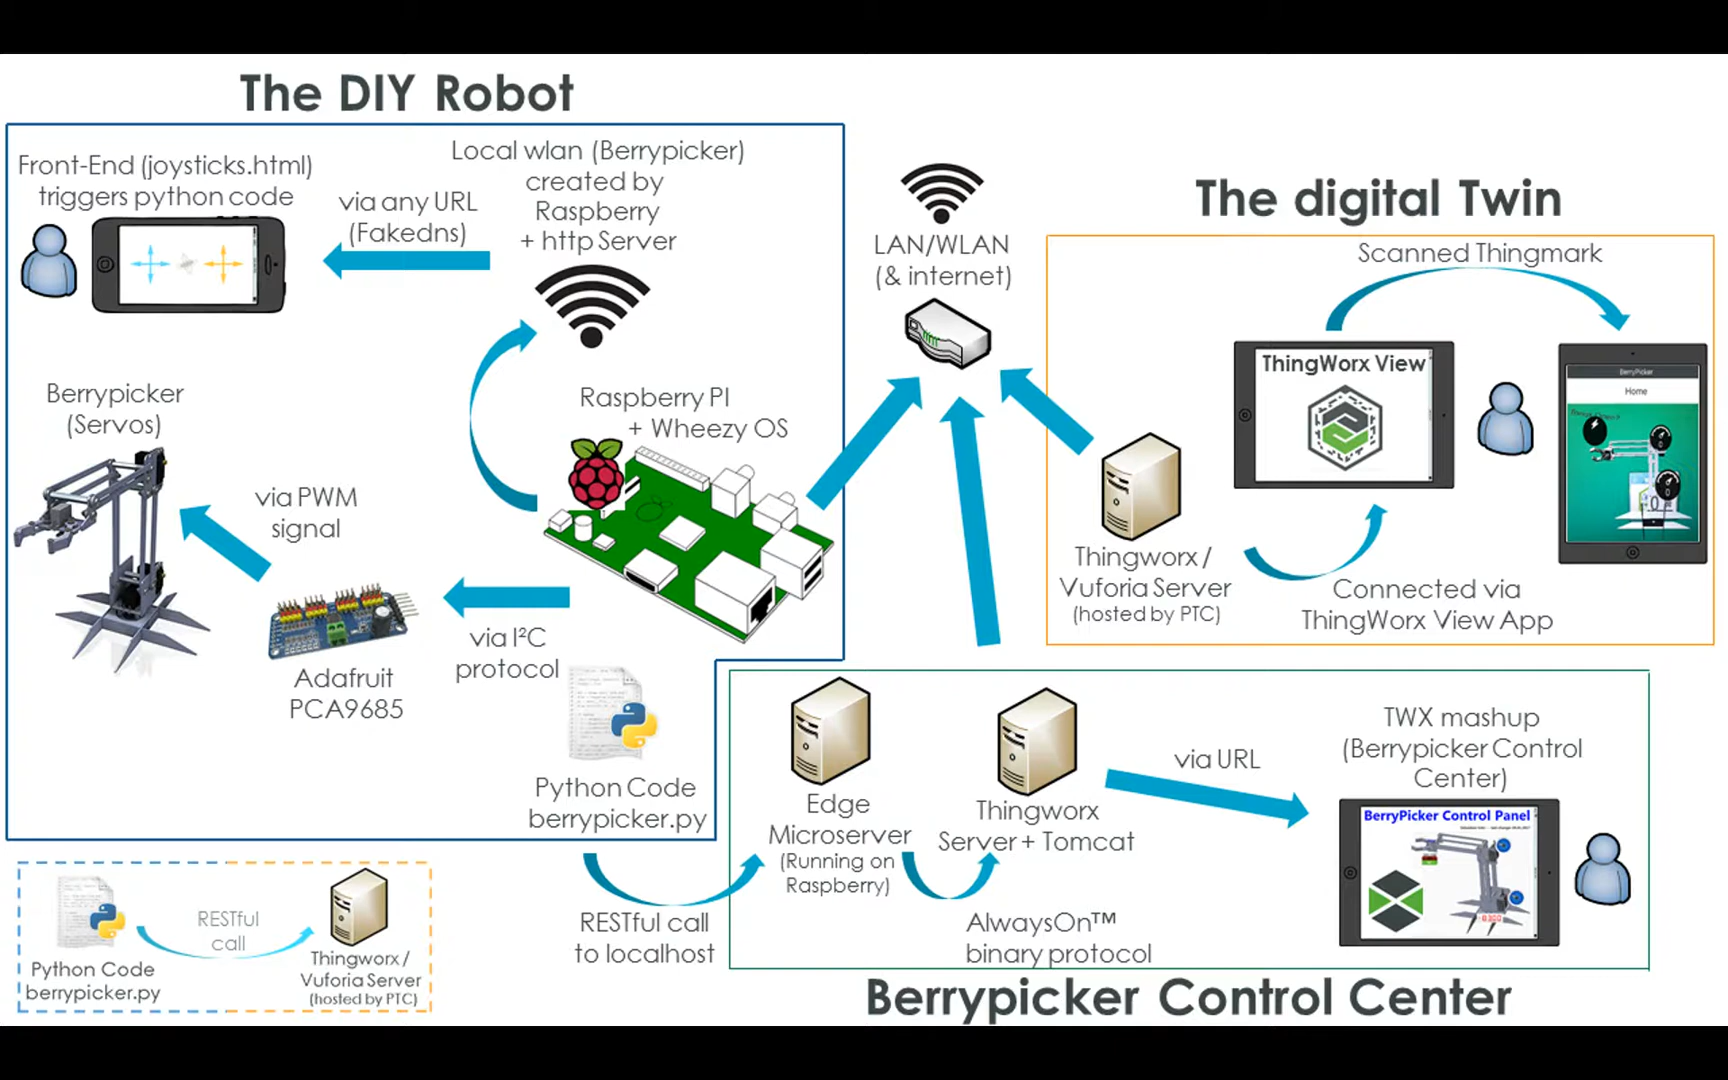 The DIY Robot
Front-End (joysticks.html)
triggers python code
via any URL
(Fakedns)
Local wlan (Berrypicker)
created by
Raspberry
+ http Server
Berrypicker
(Servos)
via PWM
signal
Raspberry PI
+ Wheezy OS
via I²C
protocol
Adafruit
PCA9685
Python Code
berrypicker.py
LAN/WLAN
(& internet)
The digital Twin
Scanned Thingmark
ThingWorx View
BerryPicker
Home
Thingworx /
Vuforia Server
(hosted by PTC)
Connected via
ThingWorx View App
Edge
Microserver
(Running on
Raspberry)
Thingworx
Server + Tomcat
via URL
TWX mashup
(Berrypicker Control
Center)
BerryPicker Control Panel
RESTful call
to localhost
AlwaysOn™
binary protocol
Berrypicker Control Center
RESTful
call
Python Code
berrypicker.py
Thingworx /
Vuforia Server
(hosted by PTC)